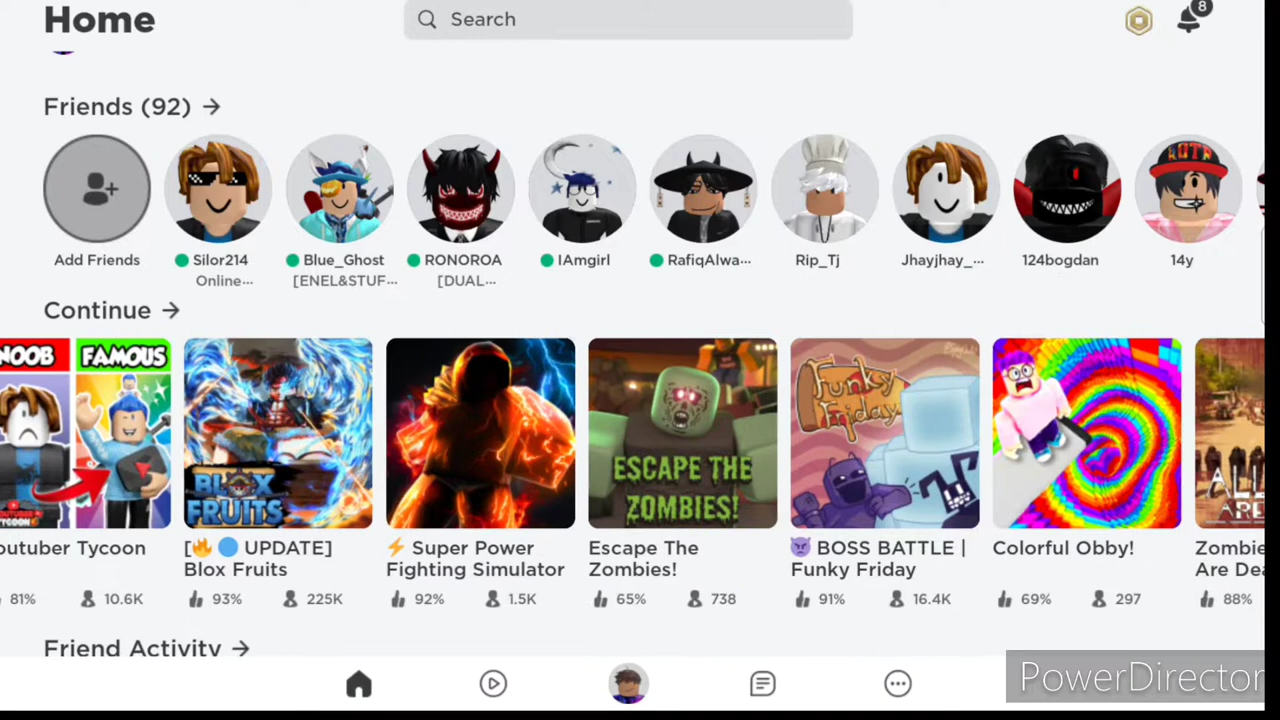 Home
Search
8
Friends (92) →
Add Friends
Silor214
Blue_Ghost
RONOROA
IAmgirl
RafiqAlwa...
Rip_Tj
Jhayjhay_...
124bogdan
14y
Online...
[ENEL&STUF...
[DUAL...
Continue →
NOOB
FAMOUS
BLOX
FRUITS
ESCAPE THE
ZOMBIES!
Funky
Friday
AOTP
outuber Tycoon
[🔥🔵 UPDATE]
Blox Fruits
⚡ Super Power
Fighting Simulator
Escape The
Zombies!
😈 BOSS BATTLE |
Funky Friday
Colorful Obby!
Zombie
Are Dea
81%
10.6K
93%
225K
92%
1.5K
65%
738
91%
16.4K
69%
297
88%
Friend Activity →
PowerDirector